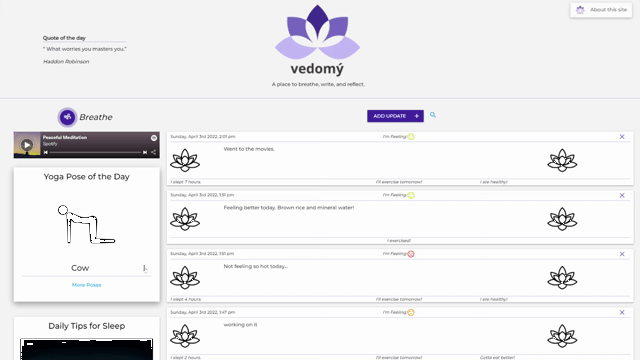 About this site
Quote of the day
" What worries you masters you."
Haddon Robinson
vedomý
A place to breathe, write, and reflect.
Breathe
ADD UPDATE +
Peaceful Meditation
Spotify
Yoga Pose of the Day
Cow
More Poses
Daily Tips for Sleep
Sunday, April 3rd 2022, 2:01 pm
I'm feeling:
X
Went to the movies.
I slept 7 hours.
I'll exercise tomorrow!
I ate healthy!
Sunday, April 3rd 2022, 1:51 pm
I'm feeling:
X
Feeling better today. Brown rice and mineral water!
I exercised!
Sunday, April 3rd 2022, 1:51 pm
I'm feeling:
X
Not feeling so hot today...
I slept 4 hours.
I'll exercise tomorrow!
I ate healthy!
Sunday, April 3rd 2022, 1:47 pm
I'm feeling:
X
working on it
I slept 2 hours.
I'll exercise tomorrow!
Gotta eat better!